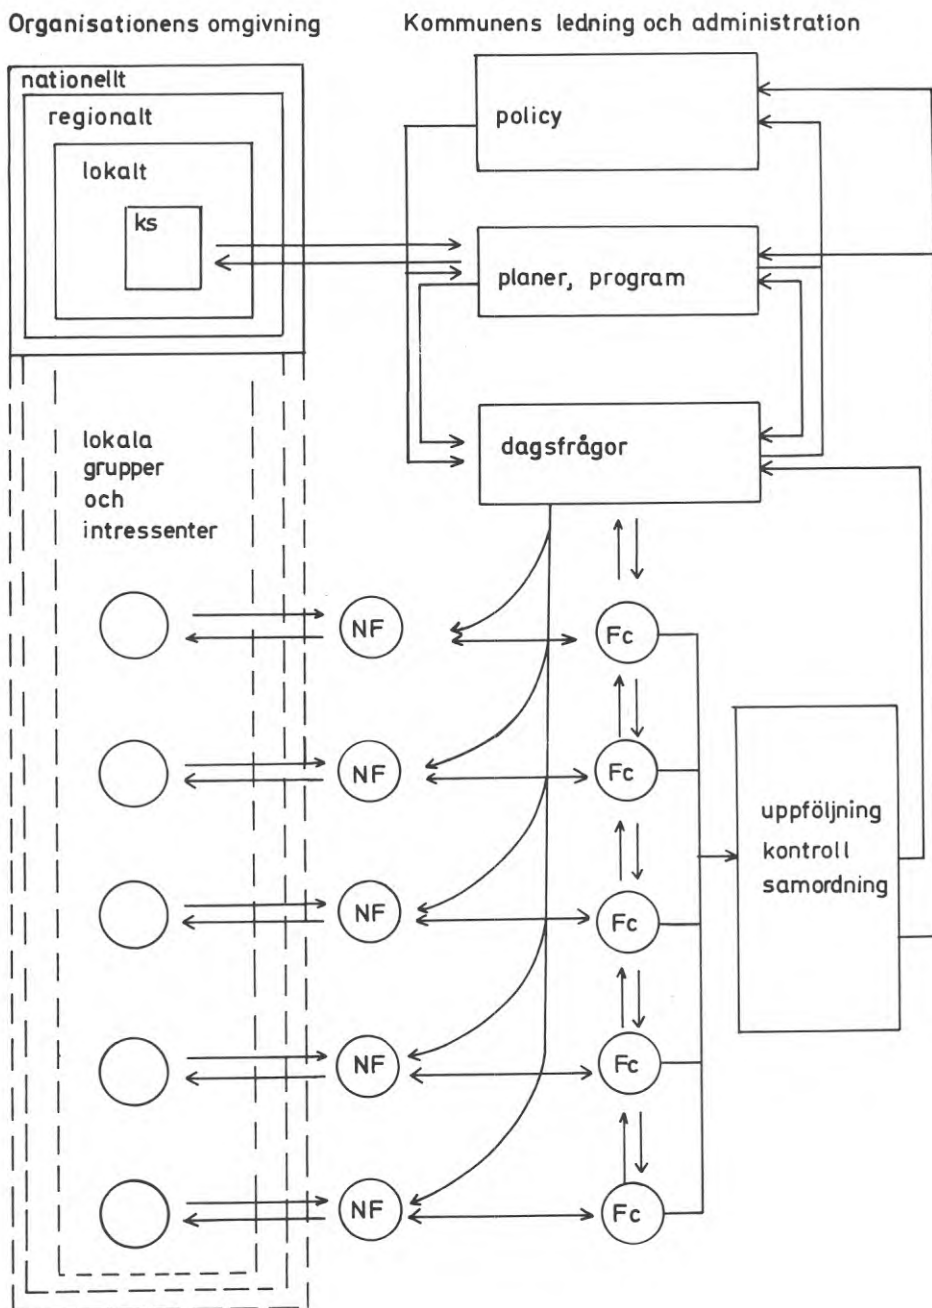 Organisationens omgivning
Kommunens ledning och administration
nationellt
regionalt
lokalt
ks
policy
planer, program
dagsfrågor
lokala
grupper
och
intressenter
NF
Fc
NF
Fc
uppföljning
kontroll
samordning
NF
Fc
NF
Fc
NF
Fc